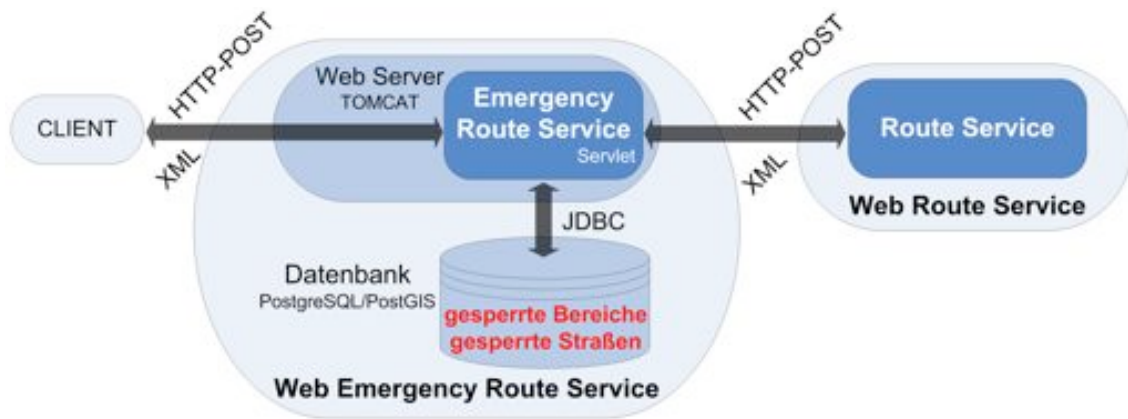 HTTP-POST
HTTP-POST
Web Server
TOMCAT
Emergency
Route Service
Servlet
CLIENT
Route Service
XML
XML
Web Route Service
JDBC
Datenbank
PostgreSQL/PostGIS
gesperrte Bereiche
gesperrte Straßen
Web Emergency Route Service